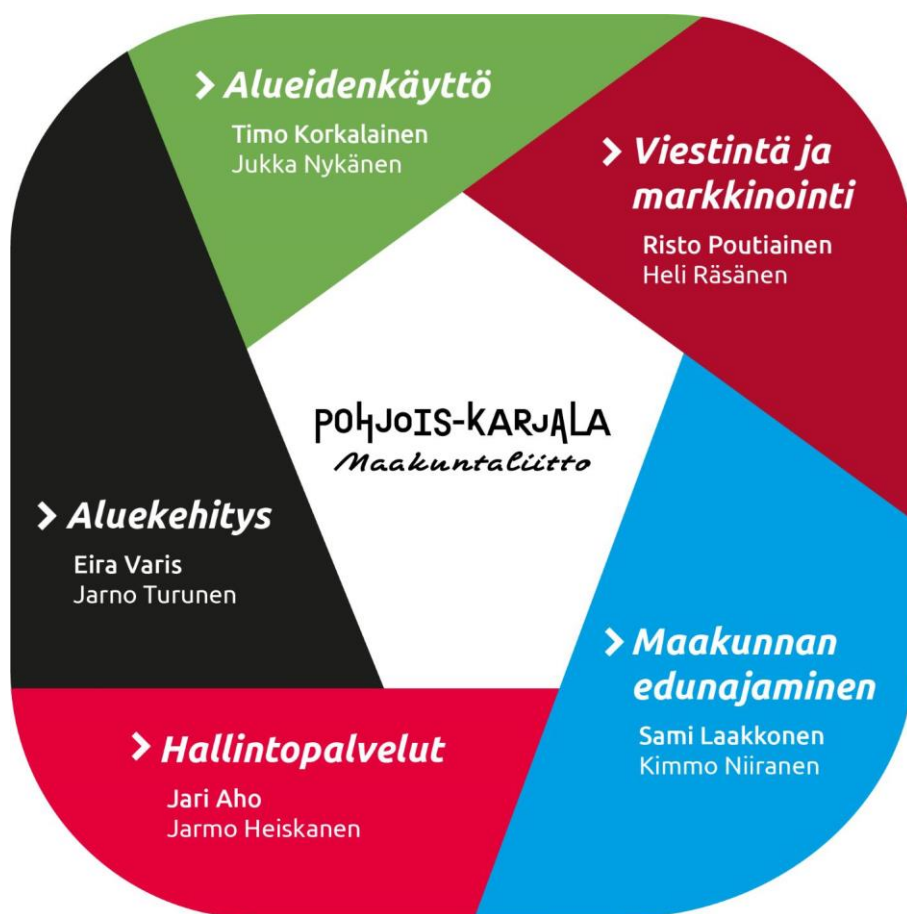 Alueidenkäyttö
Timo Korkalainen
Jukka Nykänen
Viestintä ja
markkinointi
Risto Poutiainen
Heli Räsänen
POHJOIS-KARJALA
Maakuntaliitto
Aluekehitys
Eira Varis
Jarno Turunen
Maakunnan
edunajaminen
Sami Laakkonen
Kimmo Niiranen
Hallintopalvelut
Jari Aho
Jarmo Heiskanen